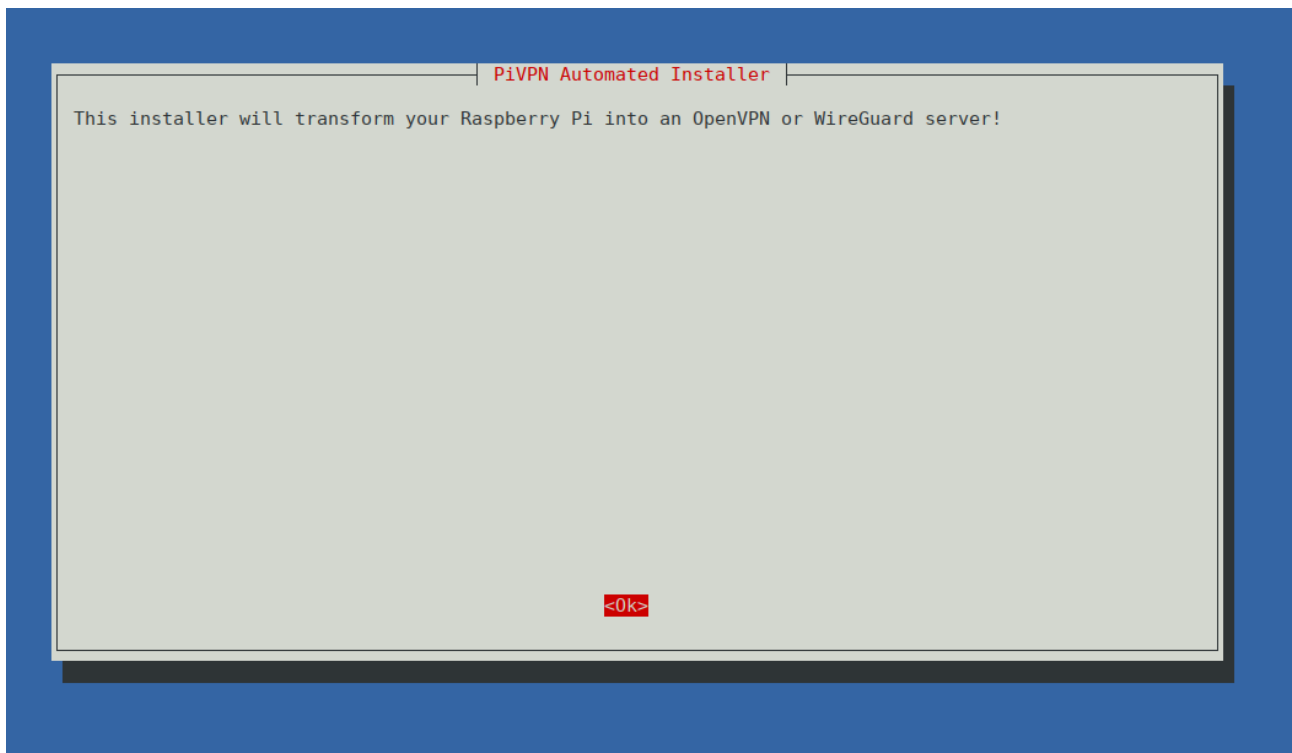 PiVPN Automated Installer
This installer will transform your Raspberry Pi into an OpenVPN or WireGuard server!
<Ok>